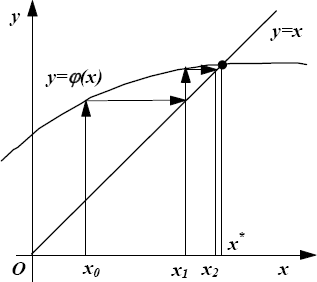 y
y=x
y=φ(x)
O x₀ x₁ x₂ x* x